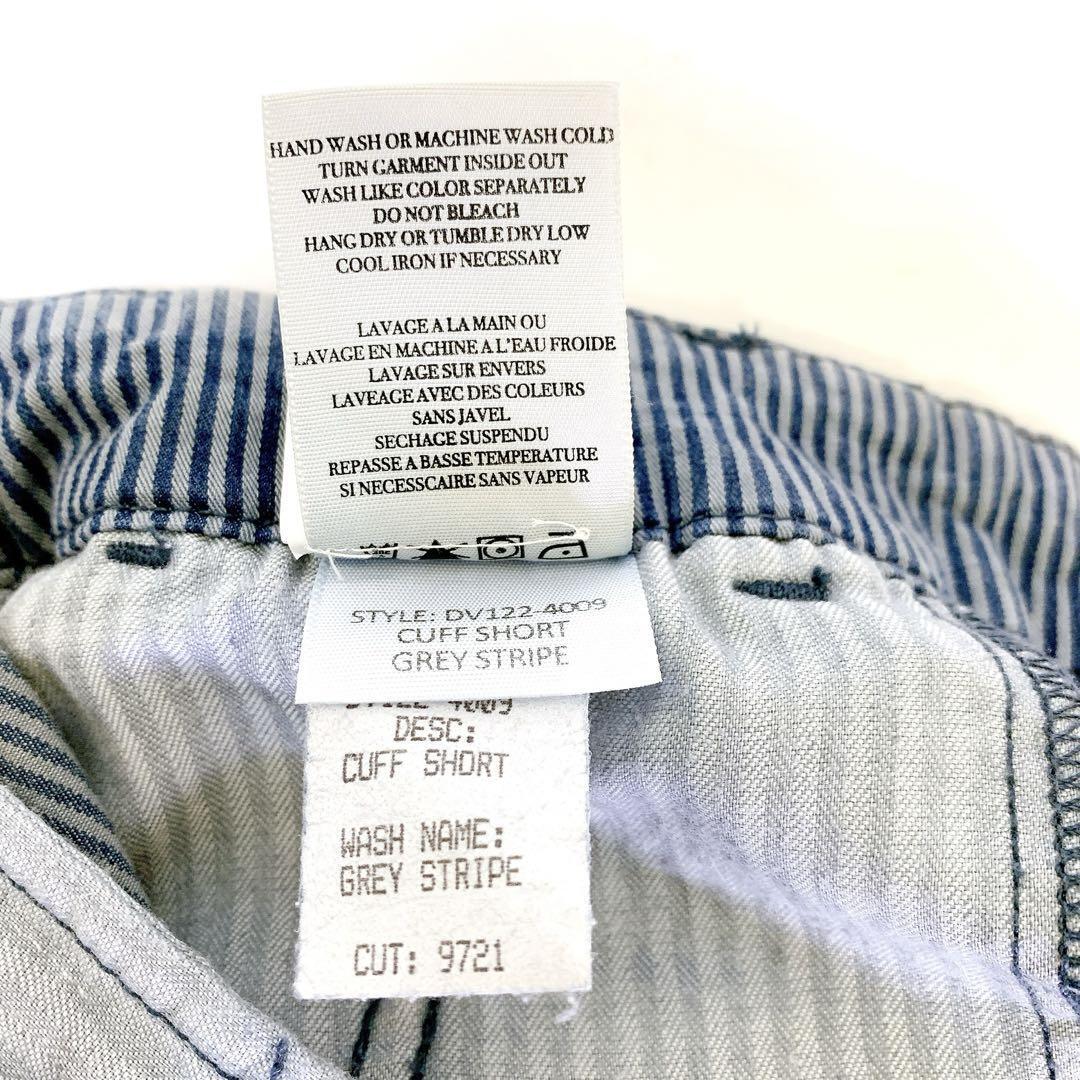 HAND WASH OR MACHINE WASH COLD
TURN GARMENT INSIDE OUT
WASH LIKE COLOR SEPARATELY
DO NOT BLEACH
HANG DRY OR TUMBLE DRY LOW
COOL IRON IF NECESSARY
LAVAGE A LA MAIN OU
LAVAGE EN MACHINE A L'EAU FROIDE
LAVAGE SUR ENVERS
LAVEAGE AVEC DES COLEURS
SANS JAVEL
SECHAGE SUSPENDU
REPASSE A BASSE TEMPERATURE
SI NECESSCAIRE SANS VAPEUR
STYLE: DV122-4009
CUFF SHORT
GREY STRIPE
4009
DESC:
CUFF SHORT
WASH NAME:
GREY STRIPE
CUT: 9721